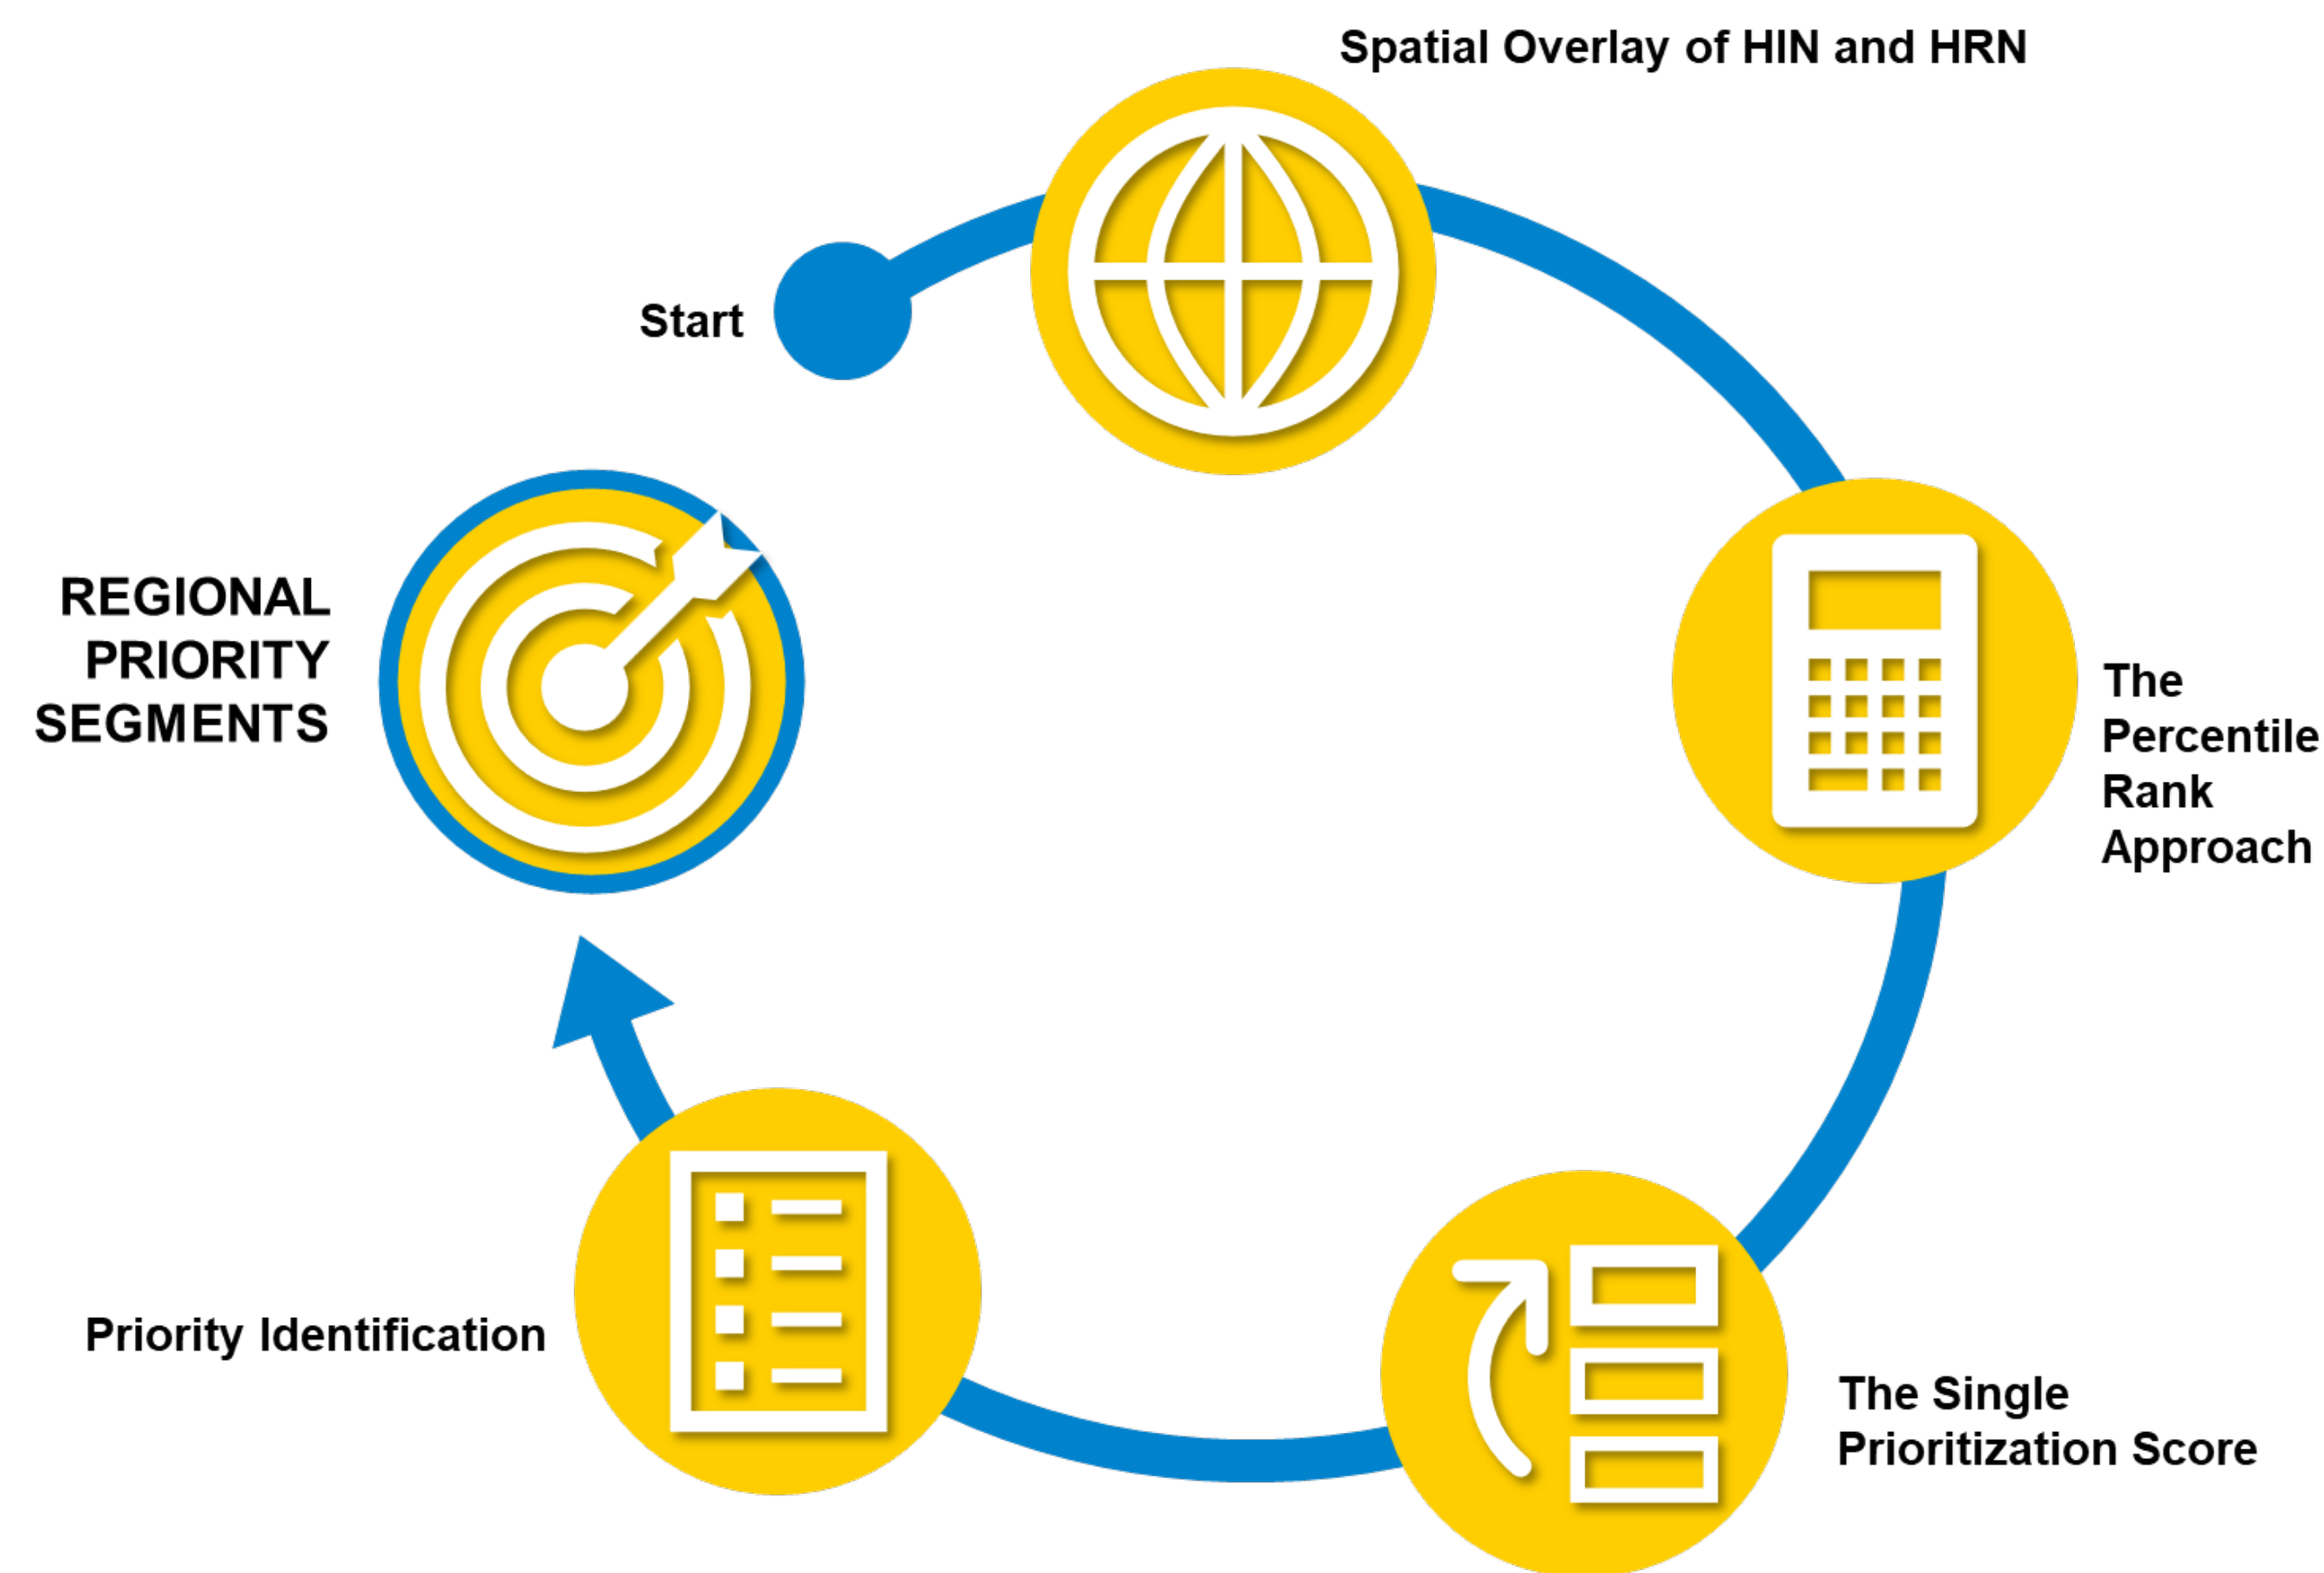 Spatial Overlay of HIN and HRN
Start
The
Percentile
Rank
Approach
The Single
Prioritization Score
Priority Identification
REGIONAL
PRIORITY
SEGMENTS